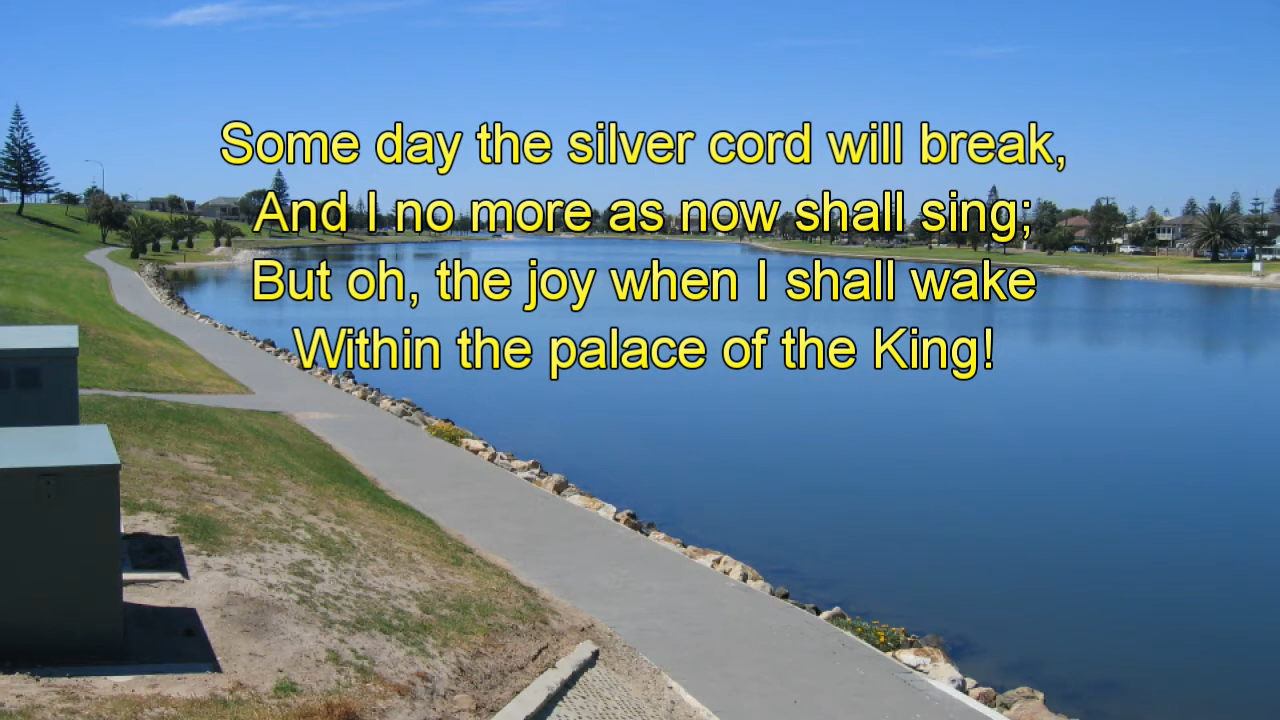 Some day the silver cord will break,
And I no more as now shall sing;
But oh, the joy when I shall wake
Within the palace of the King!